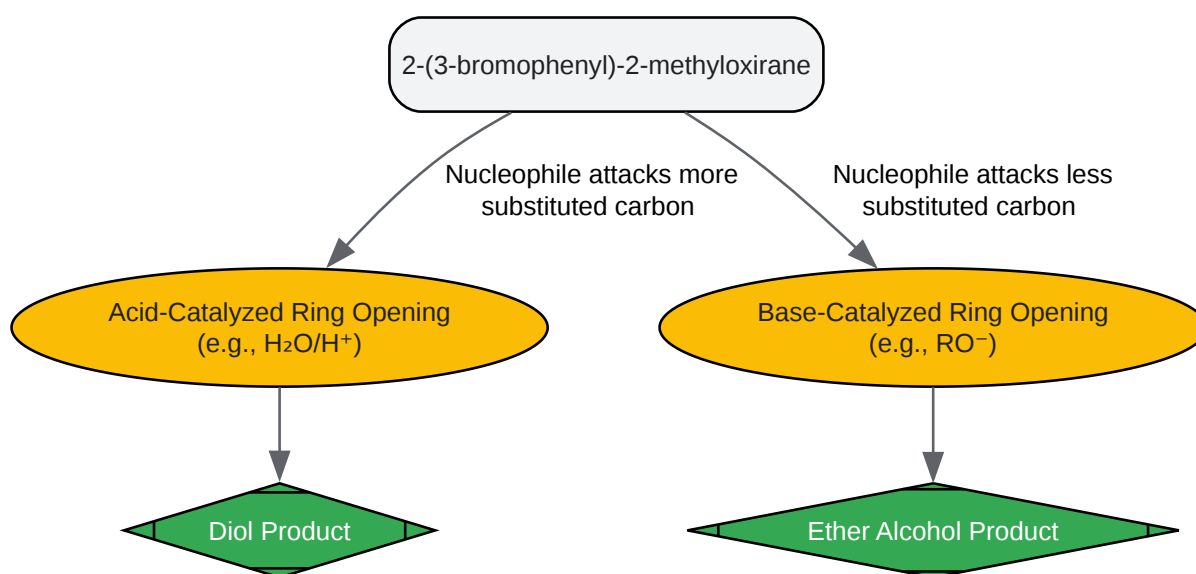 2-(3-bromophenyl)-2-methyloxirane
Nucleophile attacks more
substituted carbon
Nucleophile attacks less
substituted carbon
Acid-Catalyzed Ring Opening
(e.g., H₂O/H⁺)
Base-Catalyzed Ring Opening
(e.g., RO⁻)
Diol Product
Ether Alcohol Product